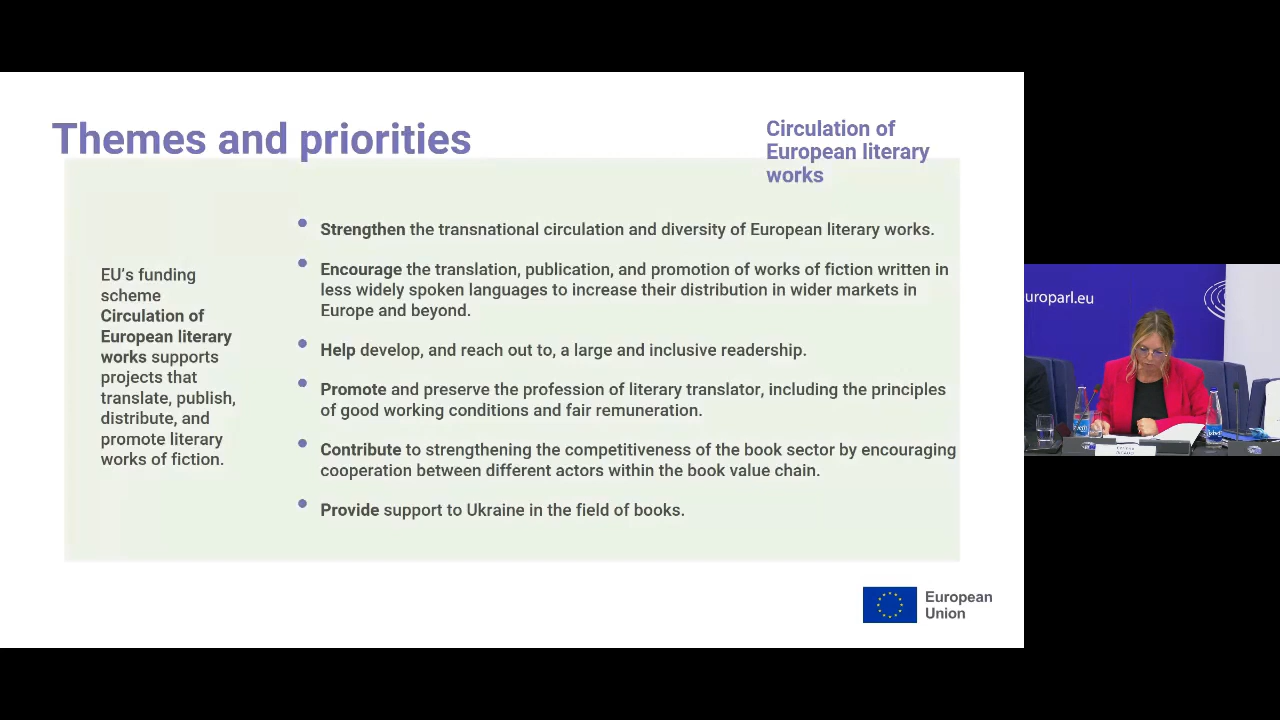 Themes and priorities
Circulation of
European literary
works
EU’s funding
scheme
Circulation of
European literary
works supports
projects that
translate, publish,
distribute, and
promote literary
works of fiction.
Strengthen the transnational circulation and diversity of European literary works.
Encourage the translation, publication, and promotion of works of fiction written in
less widely spoken languages to increase their distribution in wider markets in
Europe and beyond.
Help develop, and reach out to, a large and inclusive readership.
Promote and preserve the profession of literary translator, including the principles
of good working conditions and fair remuneration.
Contribute to strengthening the competitiveness of the book sector by encouraging
cooperation between different actors within the book value chain.
Provide support to Ukraine in the field of books.
European
Union
uroparl.eu